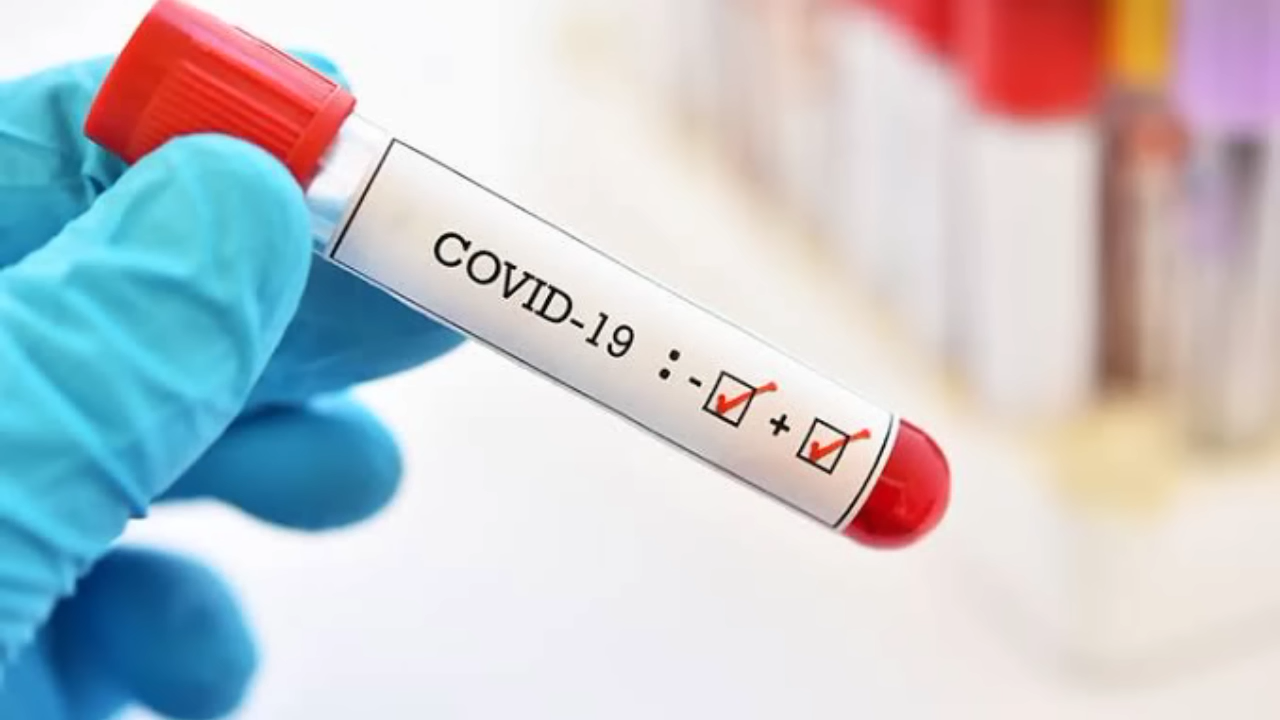 COVID-19 : - ☑ + ☑